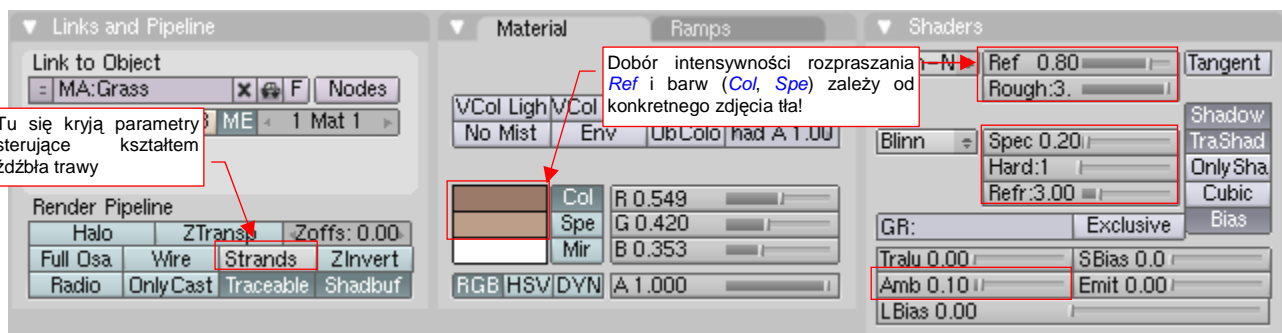 Links and Pipeline
Link to Object
MA:Grass
F
Nodes
ME
1 Mat 1
Tu się kryją parametry
sterujące kształtem
źdźbła trawy
Render Pipeline
Halo
ZTransp
Zoffs: 0.00
Full Osa
Wire
Strands
ZInvert
Radio
OnlyCast
Traceable
Shadbuf
Material
Ramps
Dobór intensywności rozpraszania
Ref i barw (Col, Spe) zależy od
konkretnego zdjęcia tła!
VCol Ligh
VCol
No Mist
Env
ObColo
had A 1.00
Col
R 0.549
Spe
G 0.420
Mir
B 0.353
RGB
HSV
DYN
A 1.000
Shaders
Ref 0.80
Tangent
Rough:3.
Shadow
Blinn
Spec 0.20
TraShad
Hard:1
OnlySha
Refr:3.00
Cubic
GR:
Exclusive
Bias
Tralu 0.00
SBias 0.0
Amb 0.10
Emit 0.00
LBias 0.00